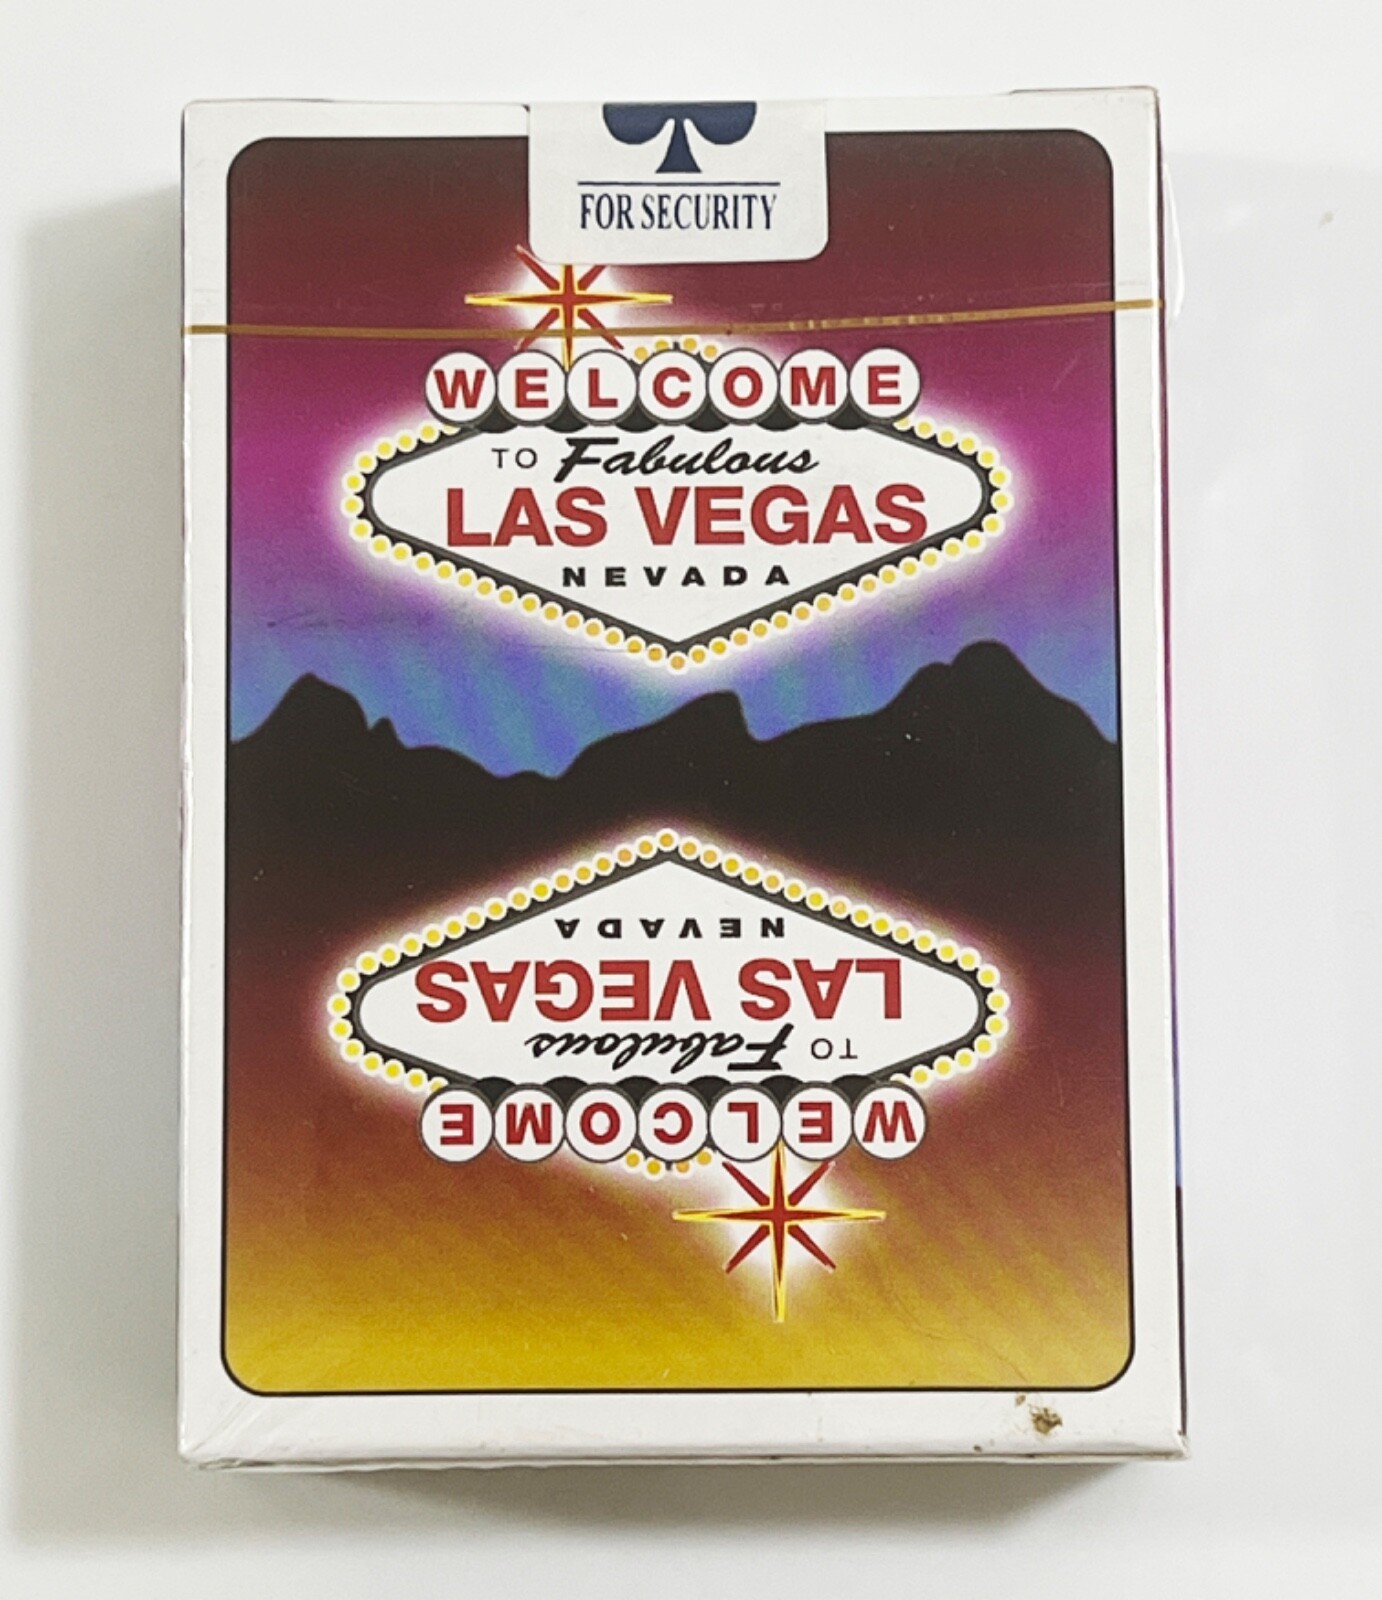 FOR SECURITY
WELCOME
TO Fabulous
LAS VEGAS
NEVADA
WELCOME
TO Fabulous
LAS VEGAS
NEVADA